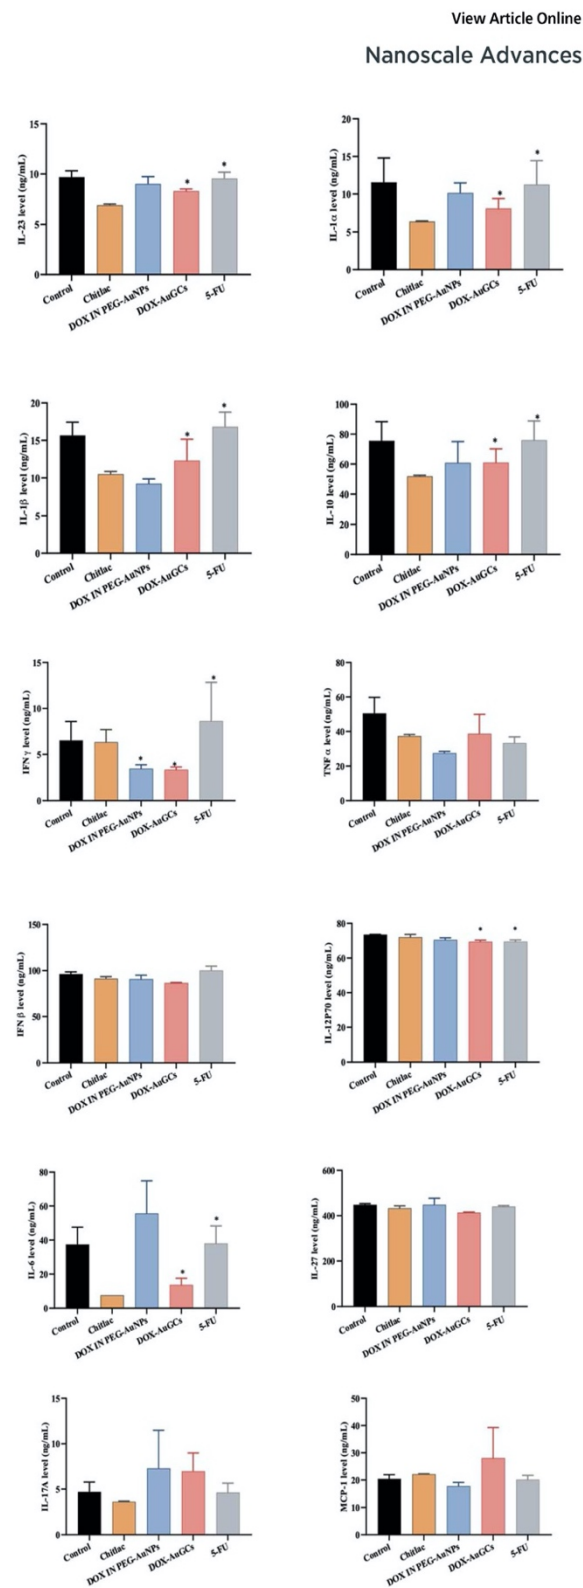 View Article Online
Nanoscale Advances
IL-23 level (ng/mL)
15
10
5
0
*
*
Control
Chitlac
DOX IN PEG-AuNPs
DOX-AuGCs
5-FU
IL-1α level (ng/mL)
20
15
10
5
0
*
*
Control
Chitlac
DOX IN PEG-AuNPs
DOX-AuGCs
5-FU
IL-1β level (ng/mL)
20
15
10
5
0
*
*
Control
Chitlac
DOX IN PEG-AuNPs
DOX-AuGCs
5-FU
IL-10 level (ng/mL)
100
80
60
40
20
0
*
*
Control
Chitlac
DOX IN PEG-AuNPs
DOX-AuGCs
5-FU
IFN γ level (ng/mL)
15
10
5
0
*
*
*
Control
Chitlac
DOX IN PEG-AuNPs
DOX-AuGCs
5-FU
TNF α level (ng/mL)
80
60
40
20
0
Control
Chitlac
DOX IN PEG-AuNPs
DOX-AuGCs
5-FU
IFN β level (ng/mL)
150
100
50
0
Control
Chitlac
DOX IN PEG-AuNPs
DOX-AuGCs
5-FU
IL-12P70 level (ng/mL)
80
60
40
20
0
*
*
Control
Chitlac
DOX IN PEG-AuNPs
DOX-AuGCs
5-FU
IL-6 level (ng/mL)
80
60
40
20
0
*
*
Control
Chitlac
DOX IN PEG-AuNPs
DOX-AuGCs
5-FU
IL-27 level (ng/mL)
600
400
200
0
Control
Chitlac
DOX IN PEG-AuNPs
DOX-AuGCs
5-FU
IL-17A level (ng/mL)
15
10
5
0
Control
Chitlac
DOX IN PEG-AuNPs
DOX-AuGCs
5-FU
MCP-1 level (ng/mL)
50
40
30
20
10
0
Control
Chitlac
DOX IN PEG-AuNPs
DOX-AuGCs
5-FU